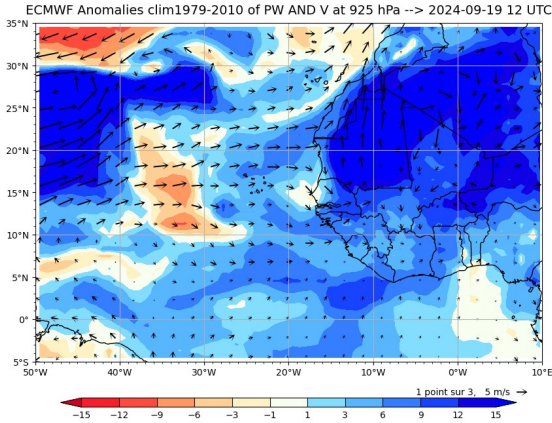 ECMWF Anomalies clim1979-2010 of PW AND V at 925 hPa --> 2024-09-19 12 UTC
35°N
30°N
25°N
20°N
15°N
10°N
5°N
0°
5°S
50°W 40°W 30°W 20°W 10°W 0°W 10°E
1 point sur 3, 5 m/s
−15 −12 −9 −6 −3 −1 1 3 6 9 12 15